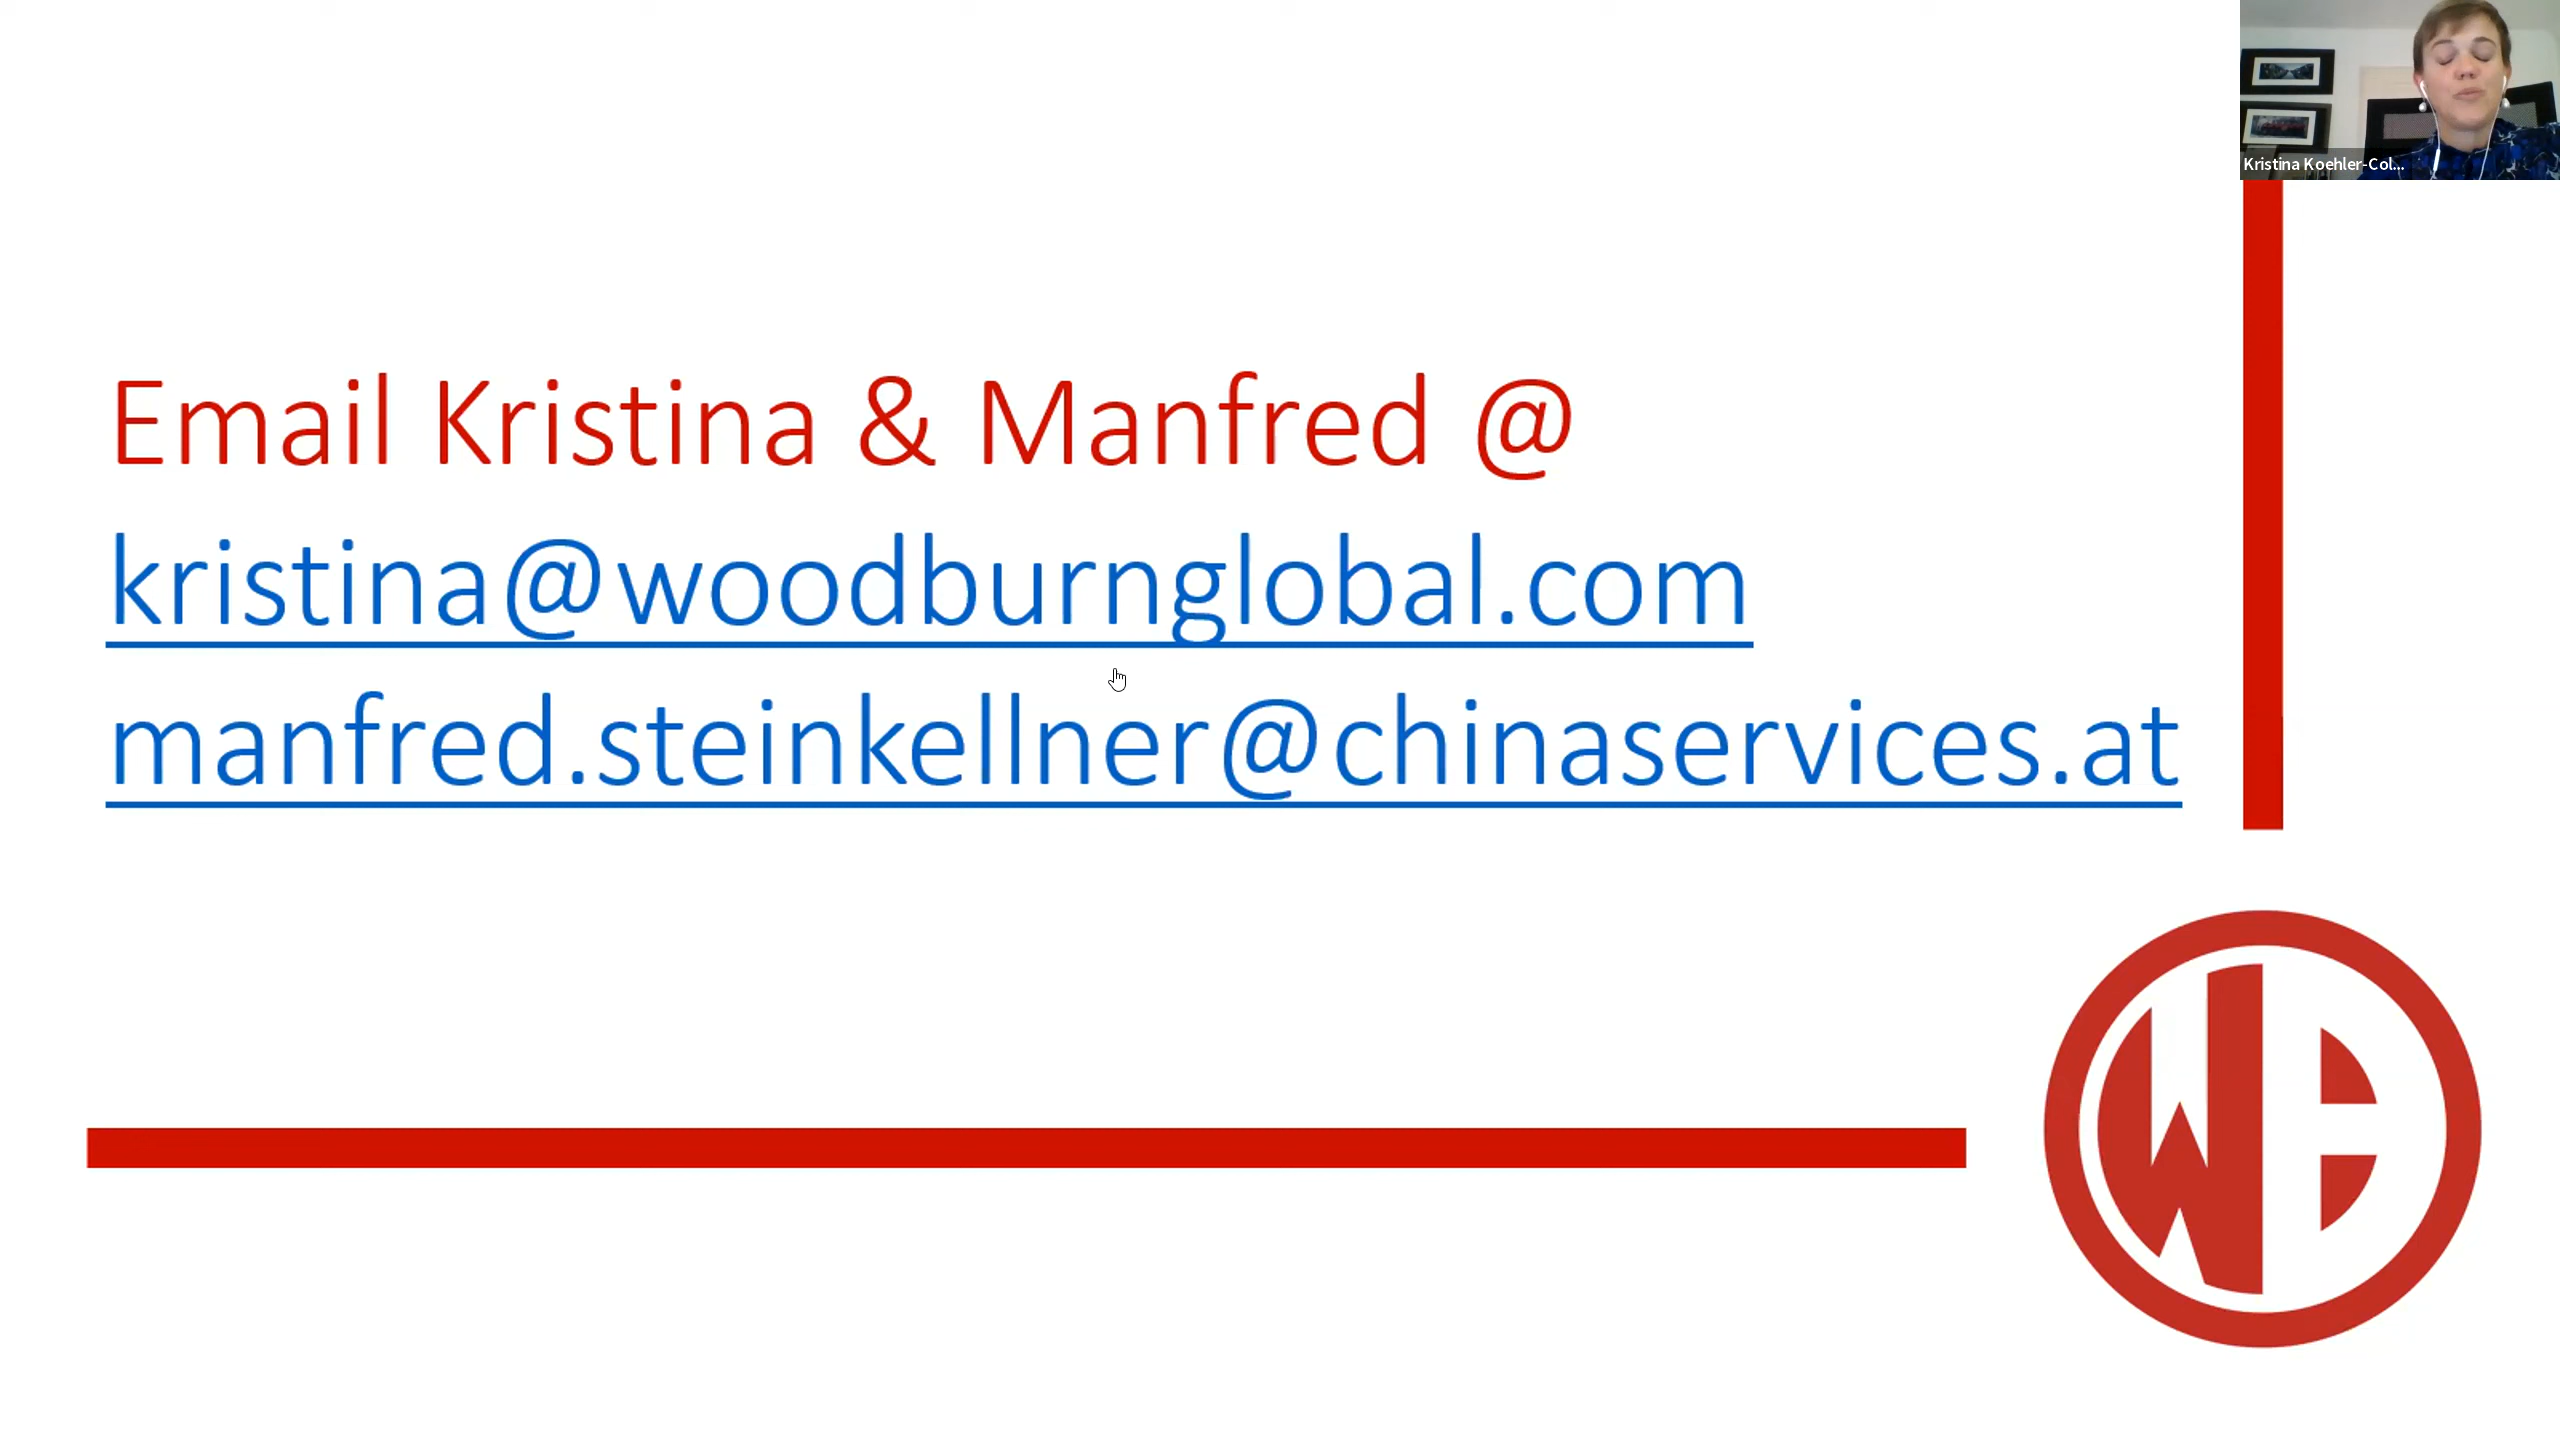 Kristina Koehler-Col...
Email Kristina & Manfred @
kristina@woodburnglobal.com
manfred.steinkellner@chinaservices.at